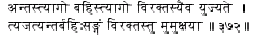 अन्तस्त्यागो बहिस्त्यागो विरक्तस्यैव युज्यते ।
त्यजत्यन्तर्बहिःसङ्गं विरक्तस्तु मुमुक्षया ॥ ३७२॥